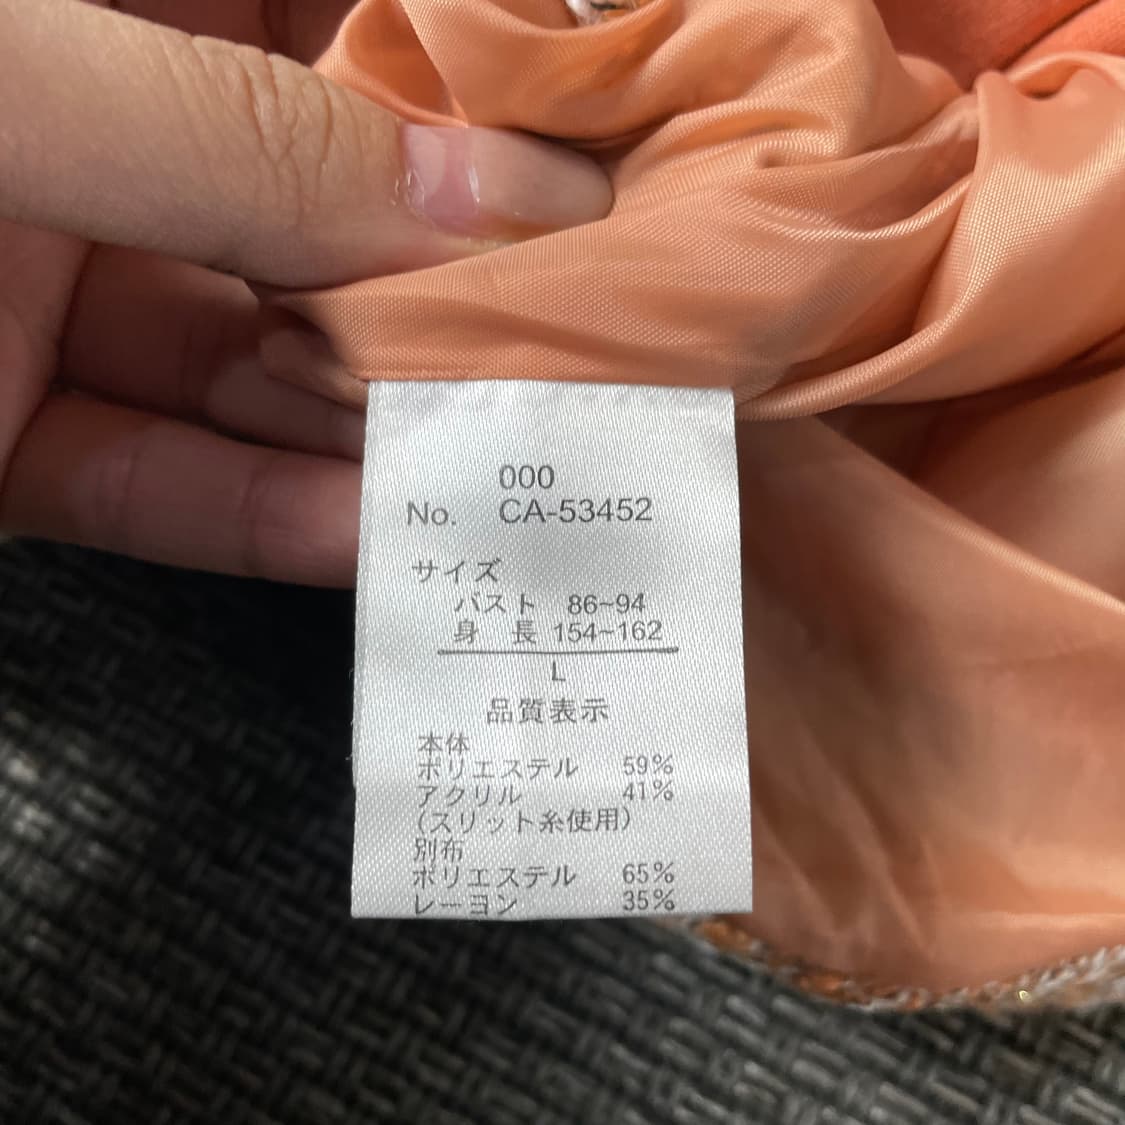 000
No. CA-53452
サイズ
バスト 86~94
身 長 154~162
L
品質表示
本体
ポリエステル 59%
アクリル 41%
(スリット糸使用)
別布
ポリエステル 65%
レーヨン 35%